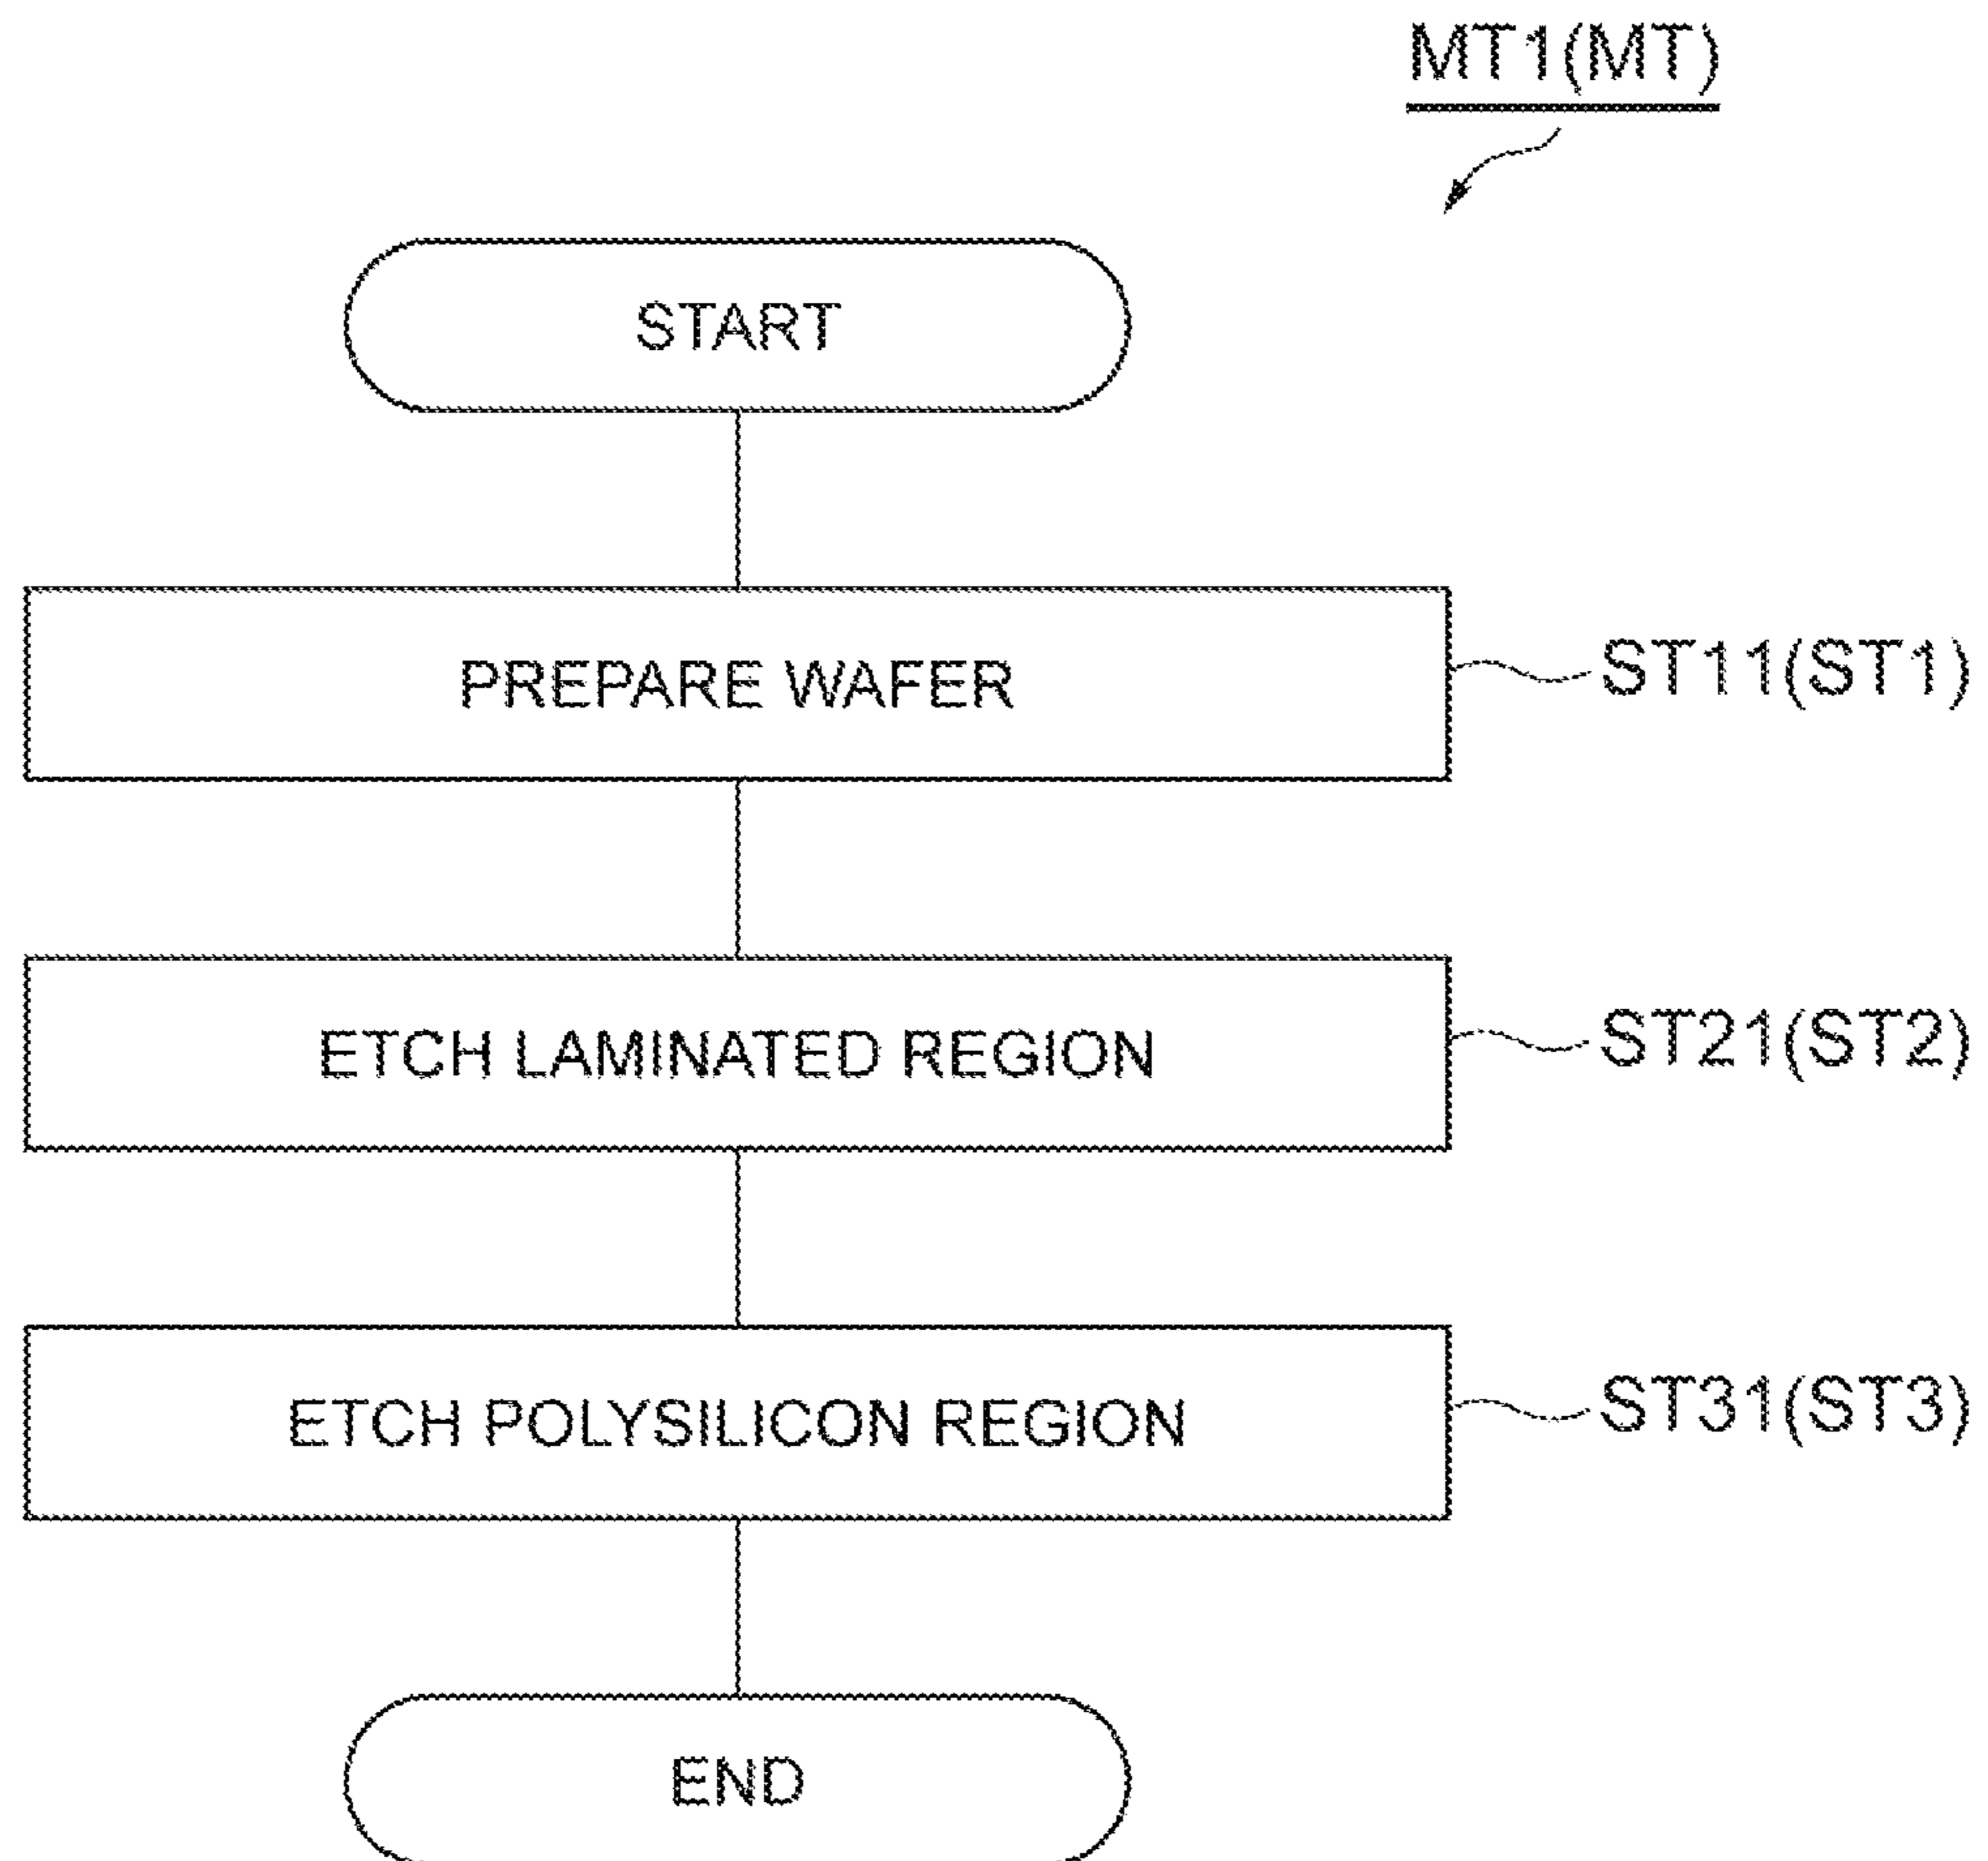 MT1(MT)
START
PREPARE WAFER
ST11(ST1)
ETCH LAMINATED REGION
ST21(ST2)
ETCH POLYSILICON REGION
ST31(ST3)
END